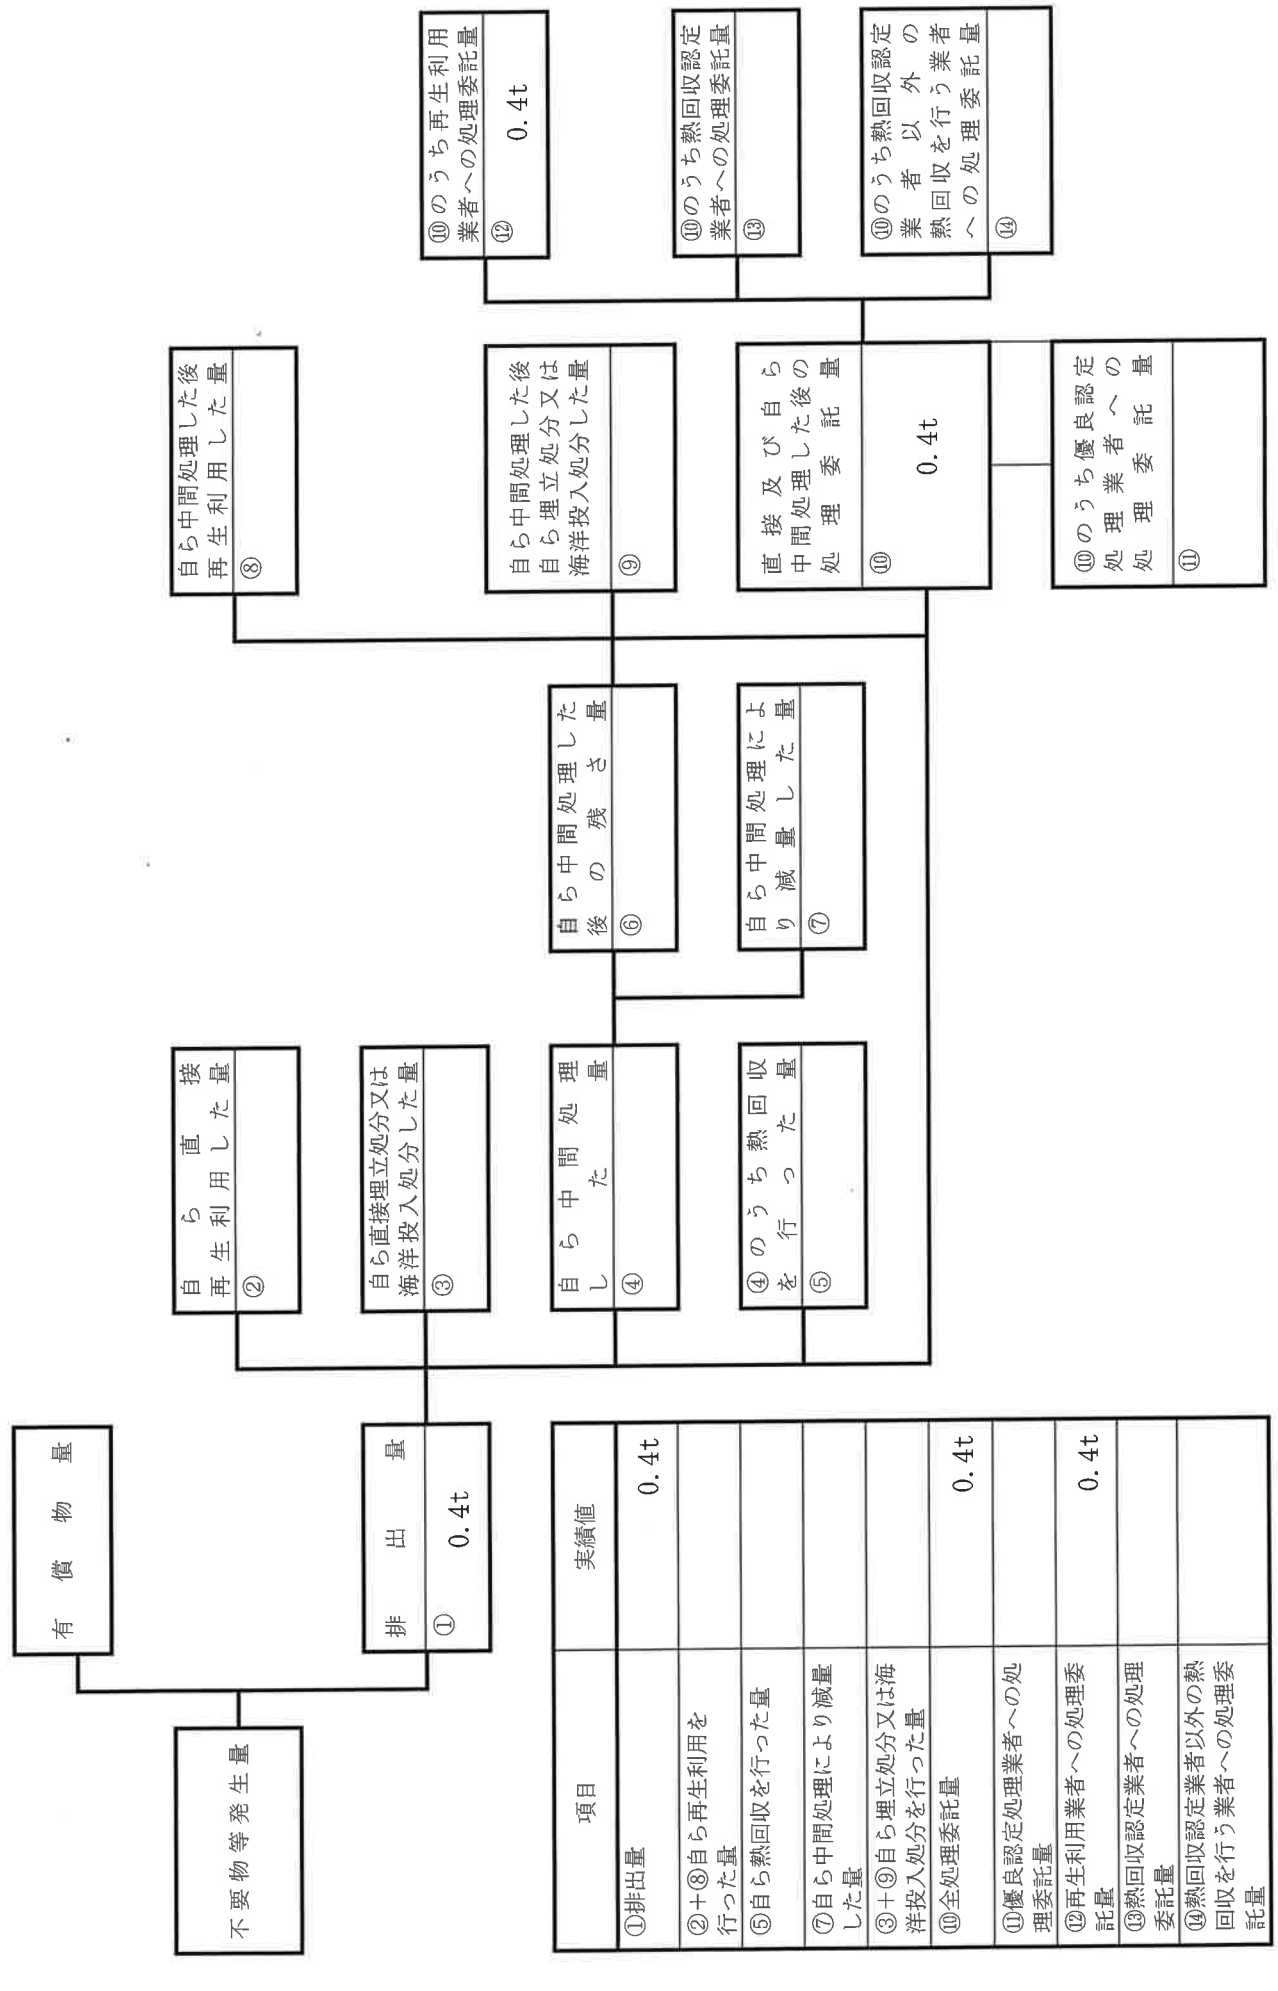 有償物量
不要物等発生量
排出量
①
0.4t
自ら直接
再生利用した量
②
自ら直接埋立処分又は
海洋投入処分した量
③
自ら中間処理
した量
④
④のうち熱回収
を行った量
⑤
自ら中間処理した
後の残さ量
⑥
自ら中間処理によ
り減量した量
⑦
自ら中間処理した後
再生利用した量
⑧
自ら中間処理した後
自ら埋立処分又は
海洋投入処分した量
⑨
直接及び自ら
中間処理した後の
処理委託量
⑩
0.4t
⑩のうち優良認定
処理業者への
処理委託量
⑪
⑩のうち再生利用
業者への処理委託量
⑫
0.4t
⑩のうち熱回収認定
業者への処理委託量
⑬
⑩のうち熱回収認定
業者以外の
熱回収を行う業者
への処理委託量
⑭
項目 実績値
①排出量 0.4t
②+⑧自ら再生利用を
行った量
⑤自ら熱回収を行った量
⑦自ら中間処理により減量
した量
③+⑨自ら埋立処分又は海
洋投入処分を行った量
⑩全処理委託量 0.4t
⑪優良認定処理業者への処
理委託量
⑫再生利用業者への処理委 0.4t
託量
⑬熱回収認定業者への処理
委託量
⑭熱回収認定業者以外の熱
回収を行う業者への処理委
託量